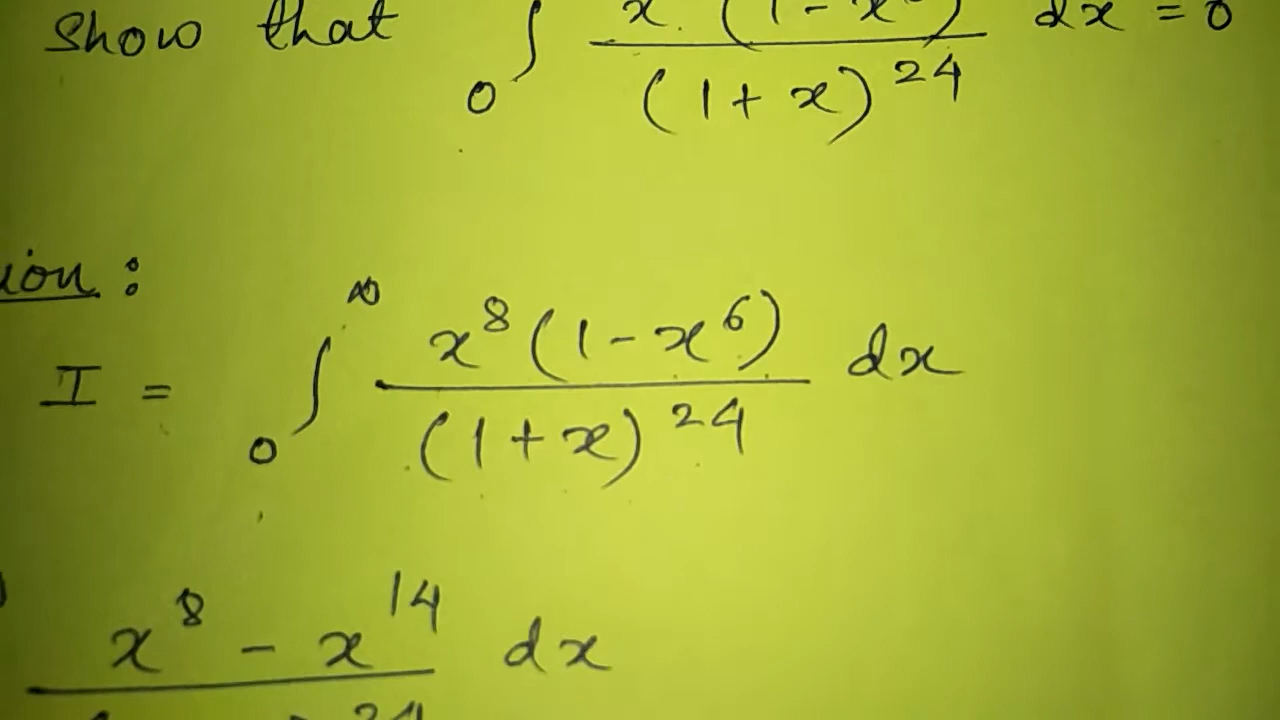 Show that ∫₀ x (1 - x ) / (1 + x)²⁴ dx = 0
ion :
I = ∫₀^∞ x⁸(1 - x⁶) / (1 + x)²⁴ dx
x⁸ - x¹⁴ / 24 dx